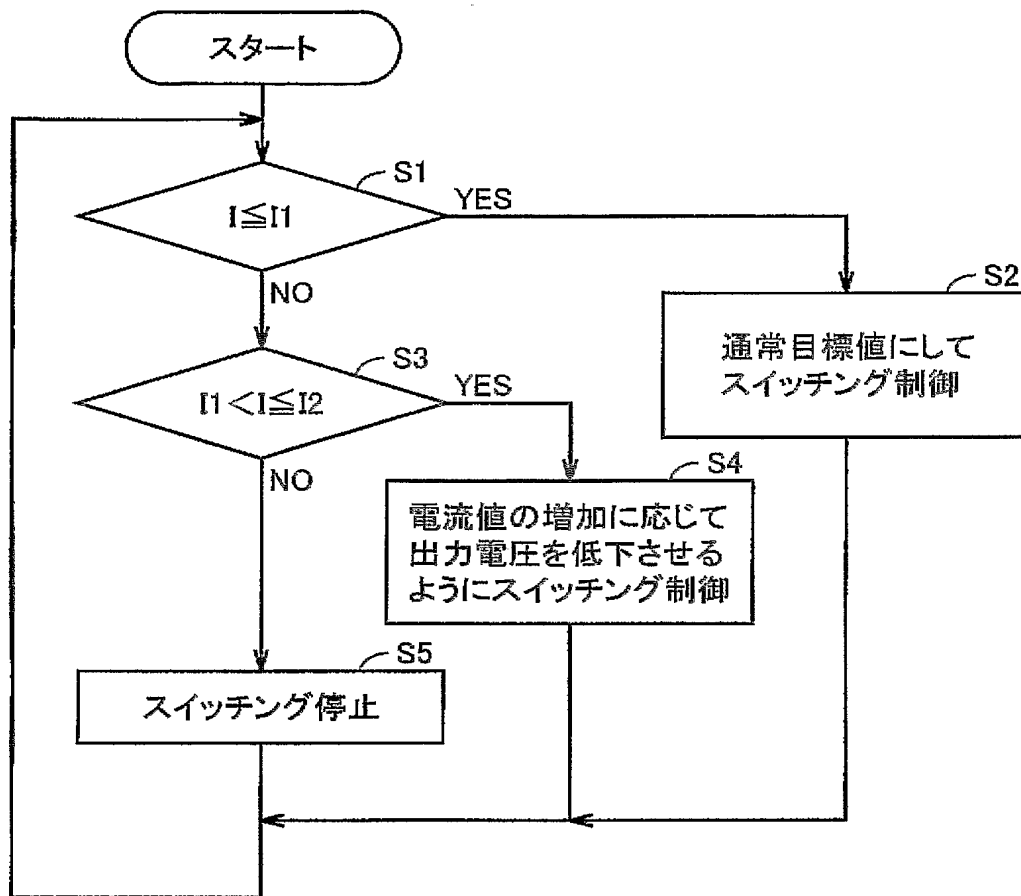 スタート
S1
I≦I1
YES
NO
S2
通常目標値にして
スイッチング制御
S3
I1<I≦I2
YES
NO
S4
電流値の増加に応じて
出力電圧を低下させる
ようにスイッチング制御
S5
スイッチング停止